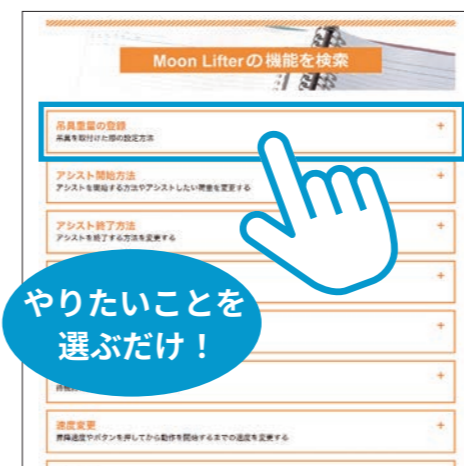 Moon Lifterの機能を検索
吊具重量の登録
吊具を取付けた際の設定方法
+
アシスト開始方法
アシストを開始する方法やアシストしたい荷重を変更する
+
アシスト終了方法
アシストを終了する方法を変更する
+
+
やりたいことを
選ぶだけ！
+
+
速度変更
昇降速度やボタンを押してから動作を開始するまでの速度を変更する
+